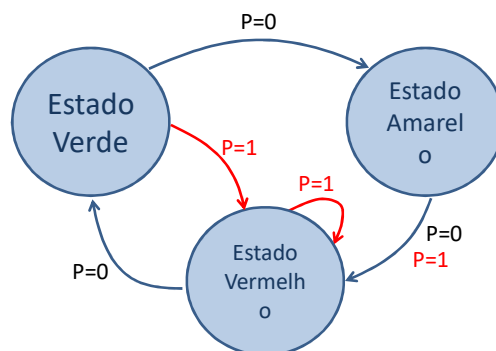 P=0
Estado
Verde
Estado
Amarel
o
P=1
P=1
Estado
Vermelh
o
P=0
P=1
P=0